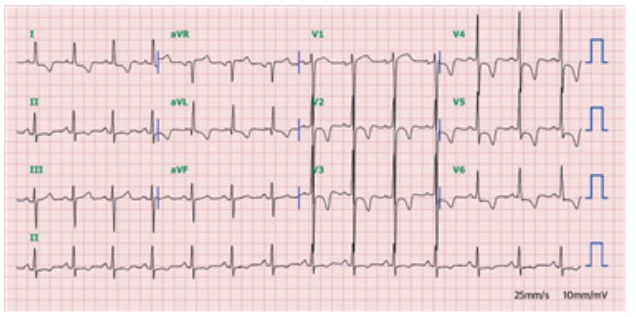 I aVR V1 V4
II aVL V2 V5
III aVF V3 V6
II
25mm/s 10mm/mV